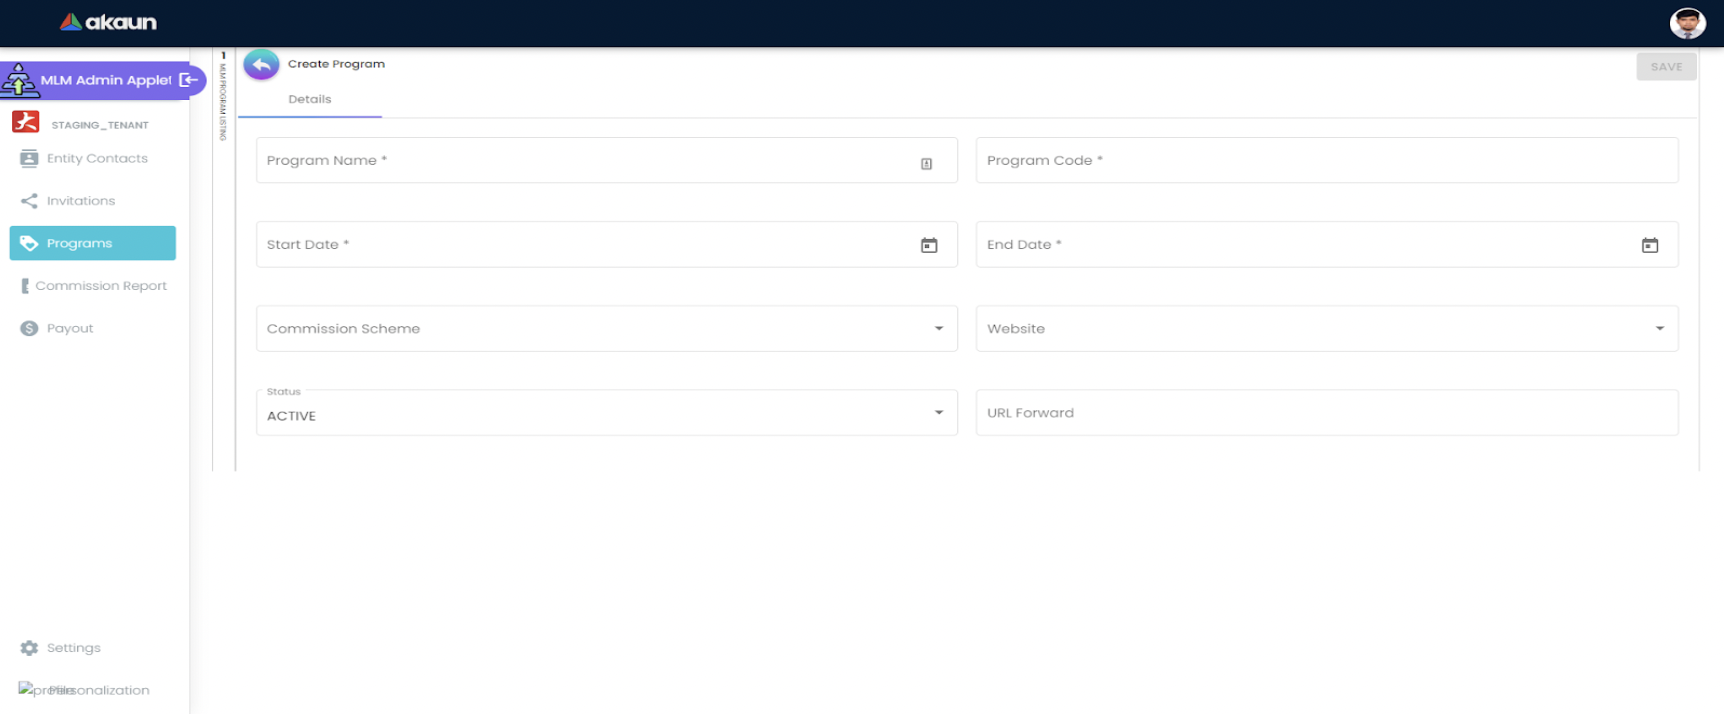 akaun
MLM Admin Applet
STAGING_TENANT
Entity Contacts
Invitations
Programs
Commission Report
Payout
Settings
Personalization
1
MLM PROGRAM LISTING
Create Program
SAVE
Details
Program Name *
Program Code *
Start Date *
End Date *
Commission Scheme
Website
Status
ACTIVE
URL Forward